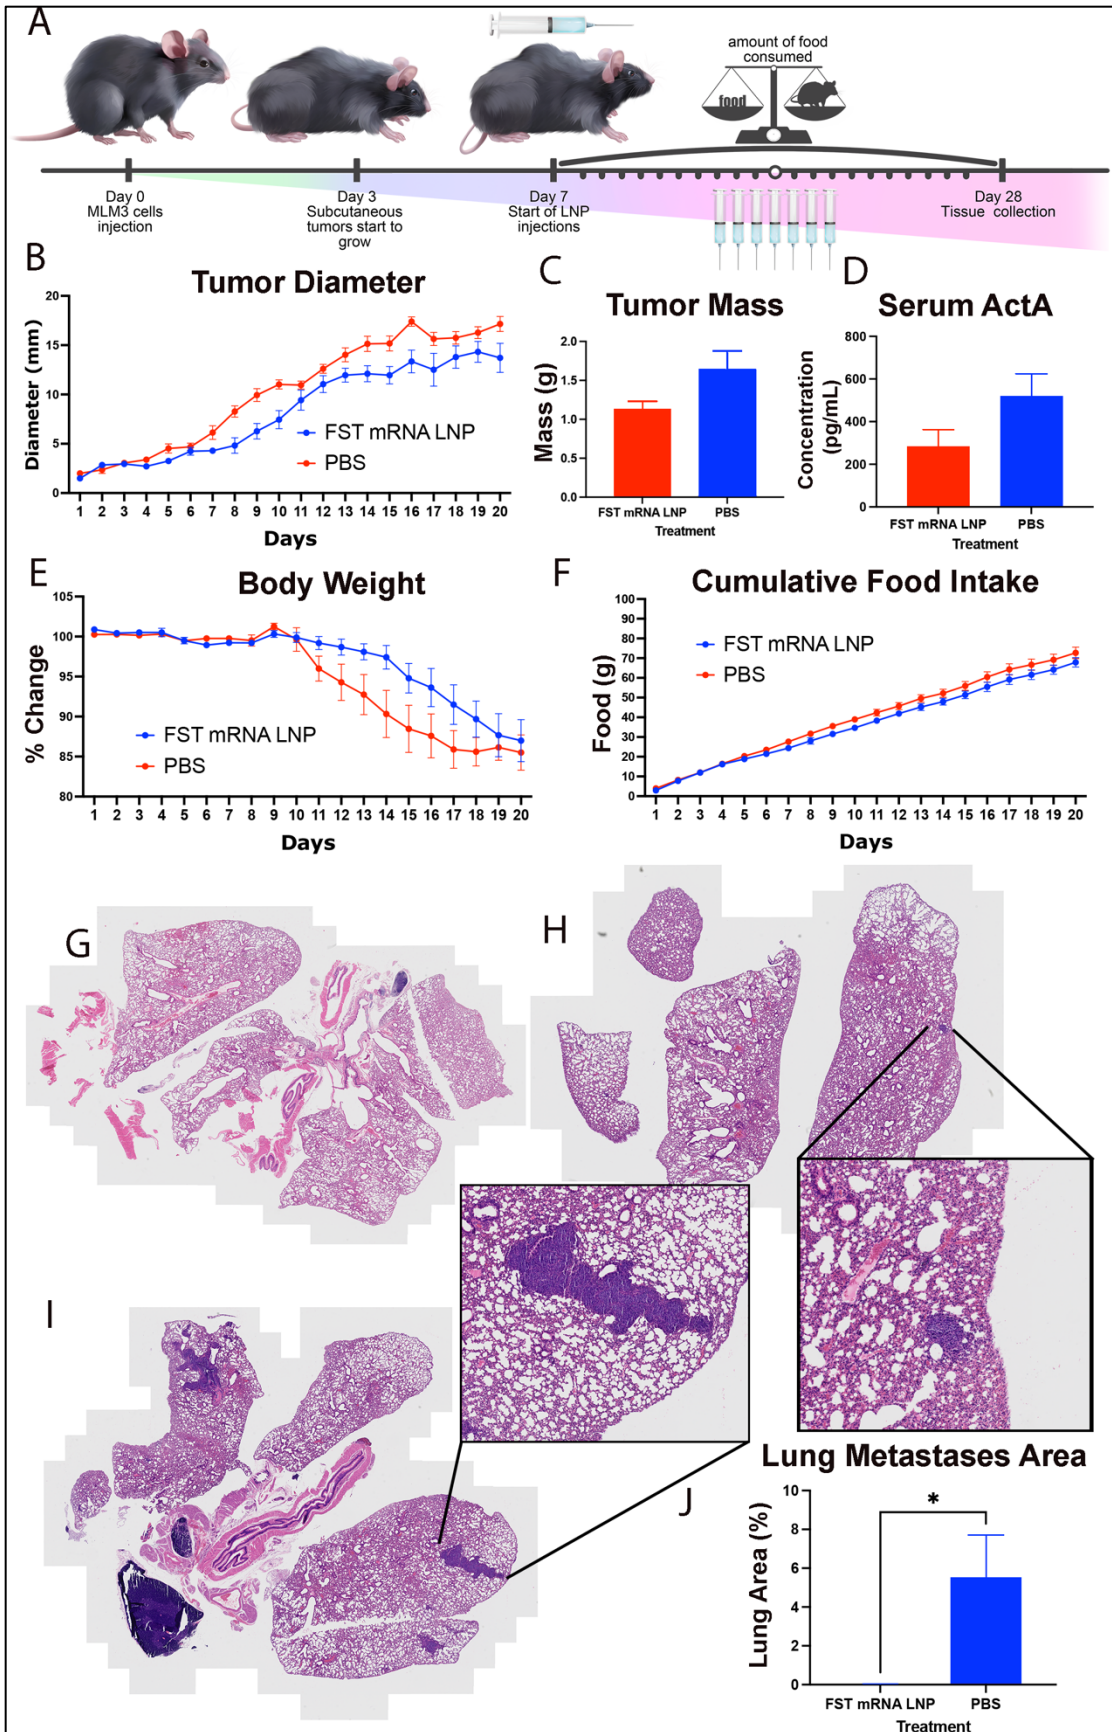 A
amount of food
consumed
food
Day 0
MLM3 cells
injection
Day 3
Subcutaneous
tumors start to
grow
Day 7
Start of LNP
injections
Day 28
Tissue collection
B
Tumor Diameter
Diameter (mm)
20
15
10
5
0
FST mRNA LNP
PBS
1 2 3 4 5 6 7 8 9 10 11 12 13 14 15 16 17 18 19 20
Days
C
Tumor Mass
Mass (g)
2.0
1.5
1.0
0.5
0.0
FST mRNA LNP PBS
Treatment
D
Serum ActA
Concentration
(pg/mL)
800
600
400
200
0
FST mRNA LNP PBS
Treatment
E
Body Weight
% Change
105
100
95
90
85
80
FST mRNA LNP
PBS
1 2 3 4 5 6 7 8 9 10 11 12 13 14 15 16 17 18 19 20
Days
F
Cumulative Food Intake
Food (g)
100
90
80
70
60
50
40
30
20
10
0
FST mRNA LNP
PBS
1 2 3 4 5 6 7 8 9 10 11 12 13 14 15 16 17 18 19 20
Days
G
H
I
J
Lung Metastases Area
Lung Area (%)
10
8
6
4
2
0
*
FST mRNA LNP PBS
Treatment